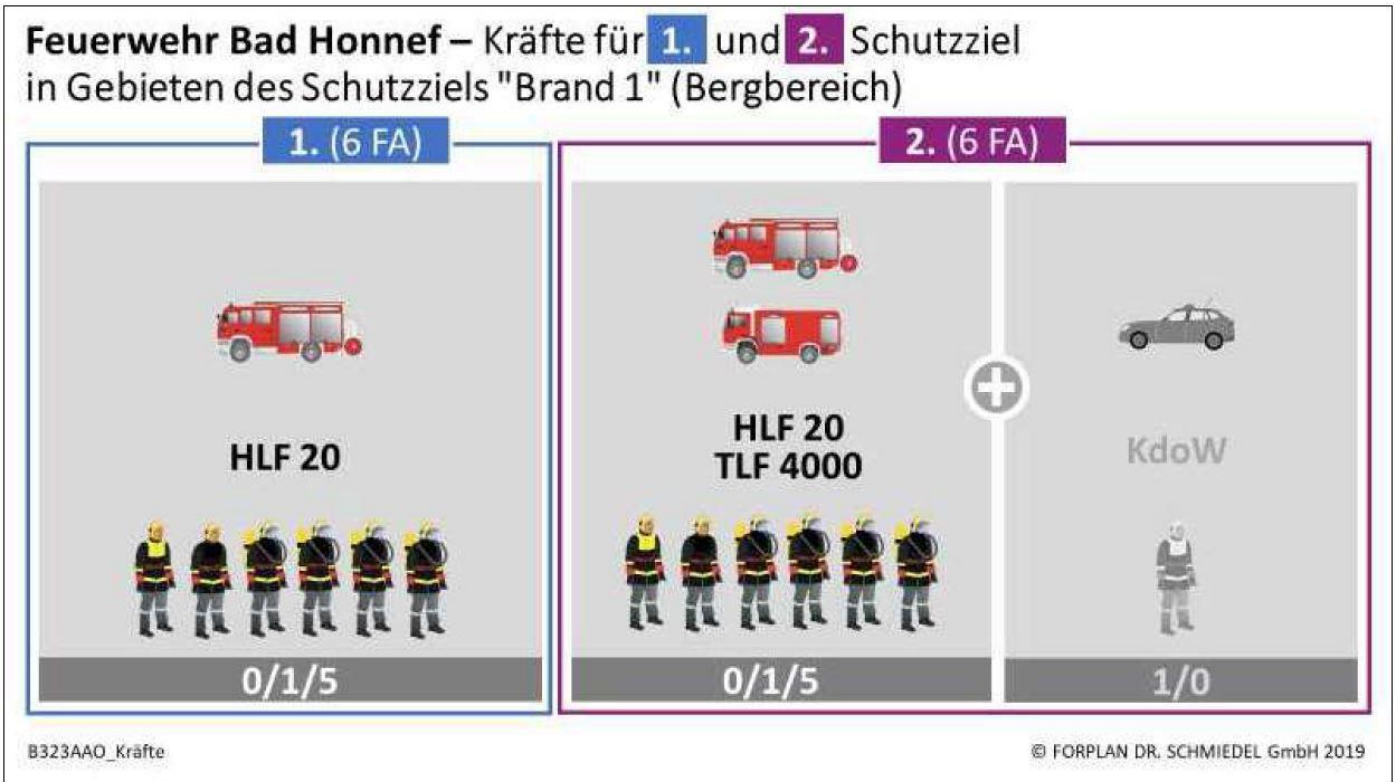 Feuerwehr Bad Honnef – Kräfte für 1. und 2. Schutzziel
in Gebieten des Schutzziels "Brand 1" (Bergbereich)
1. (6 FA)
2. (6 FA)
HLF 20
HLF 20
TLF 4000
KdoW
0/1/5
0/1/5
1/0
B323AAO_Kräfte
© FORPLAN DR. SCHMIEDEL GmbH 2019